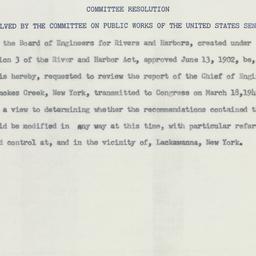 COMMITTEE RESOLUTION
LVED BY THE COMMITTEE ON PUBLIC WORKS OF THE UNITED STATES SEN
the Board of Engineers for Rivers and Harbors, created under
ion 3 of the River and Harbor Act, approved June 13, 1902, be,
is hereby, requested to review the report of the Chief of Engi
mokes Creek, New York, transmitted to Congress on March 18,194
a view to determining whether the recommendations contained t
ld be modified in any way at this time, with particular refer
d control at, and in the vicinity of, Lackawanna, New York.